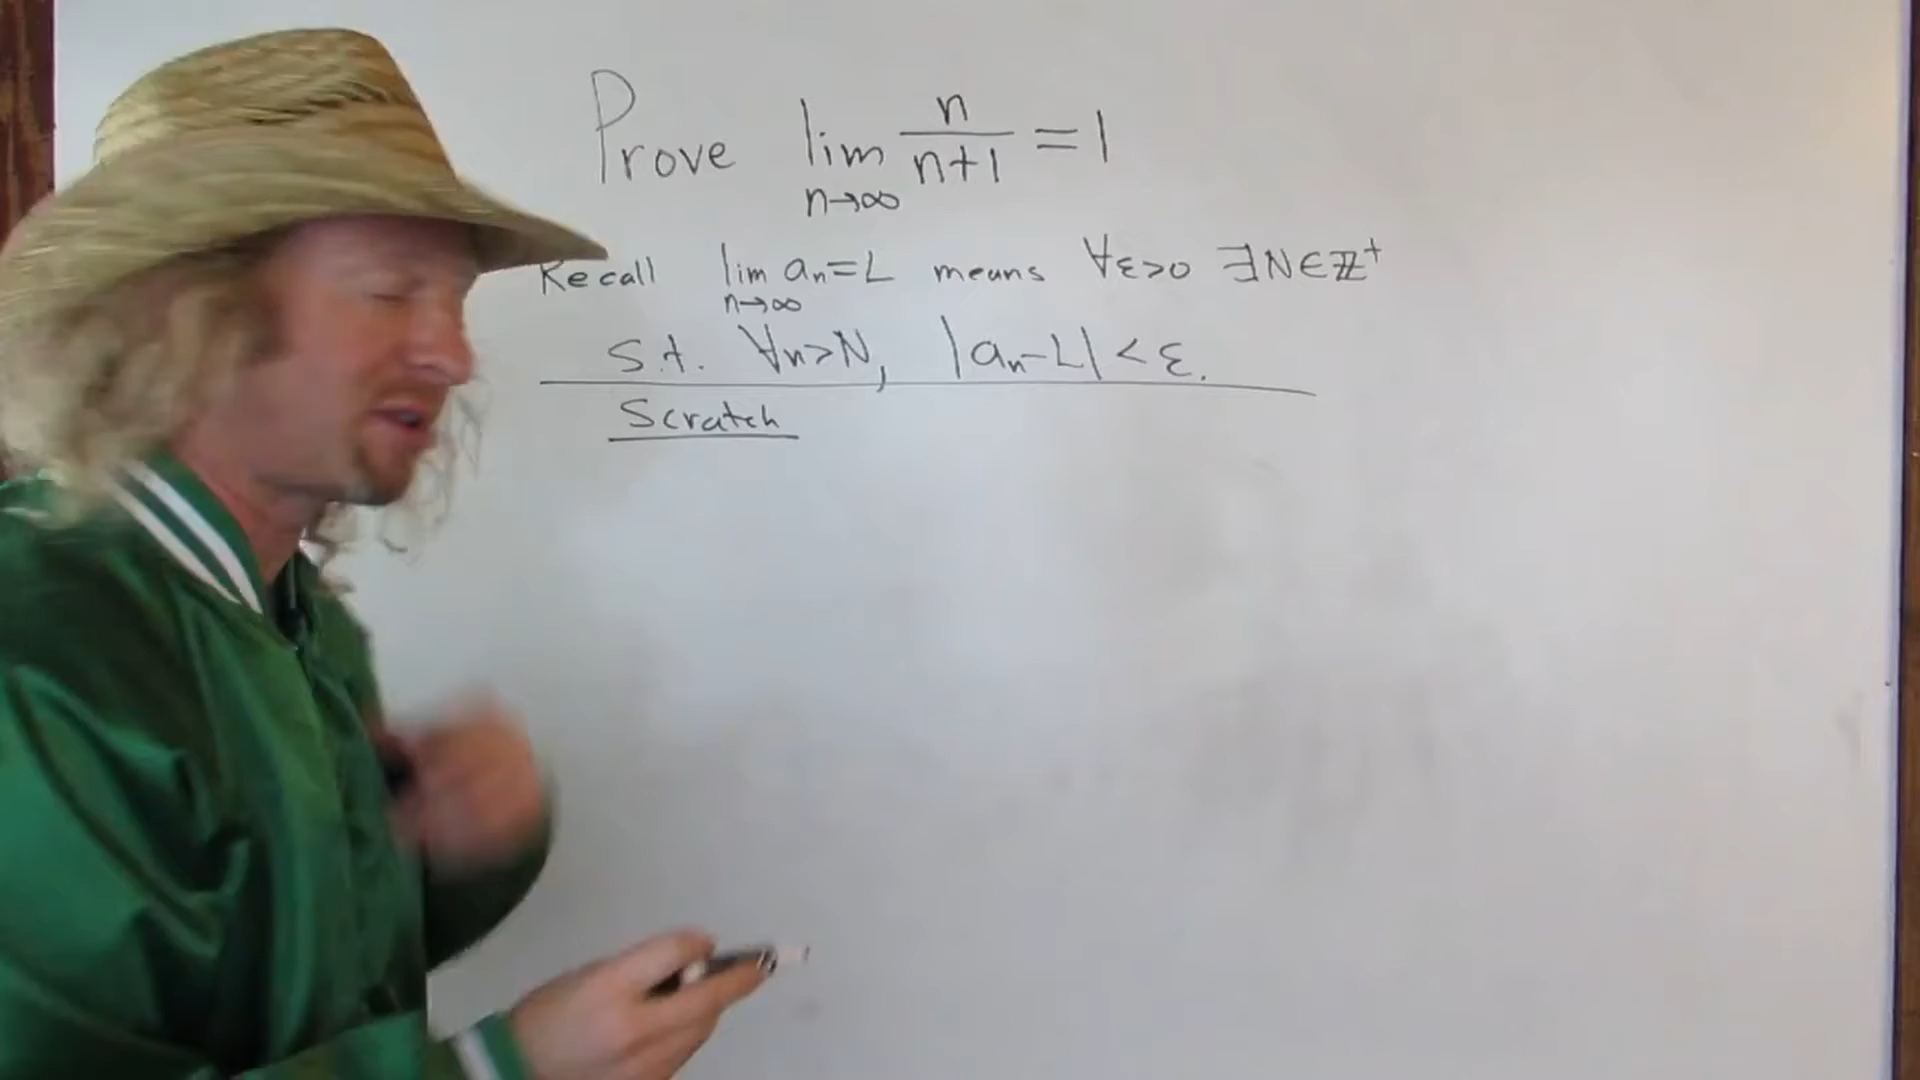 Prove lim n→∞ n/(n+1) = 1
Recall lim n→∞ aₙ = L means ∀ε>0 ∃N∈ℤ⁺
s.t. ∀n>N, |aₙ-L| < ε.
Scratch